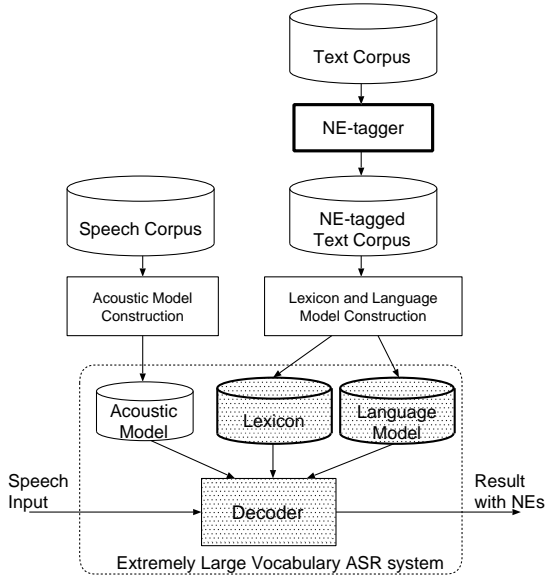 Text Corpus
NE-tagger
Speech Corpus
NE-tagged
Text Corpus
Acoustic Model
Construction
Lexicon and Language
Model Construction
Acoustic
Model
Lexicon
Language
Model
Speech
Input
Decoder
Result
with NEs
Extremely Large Vocabulary ASR system